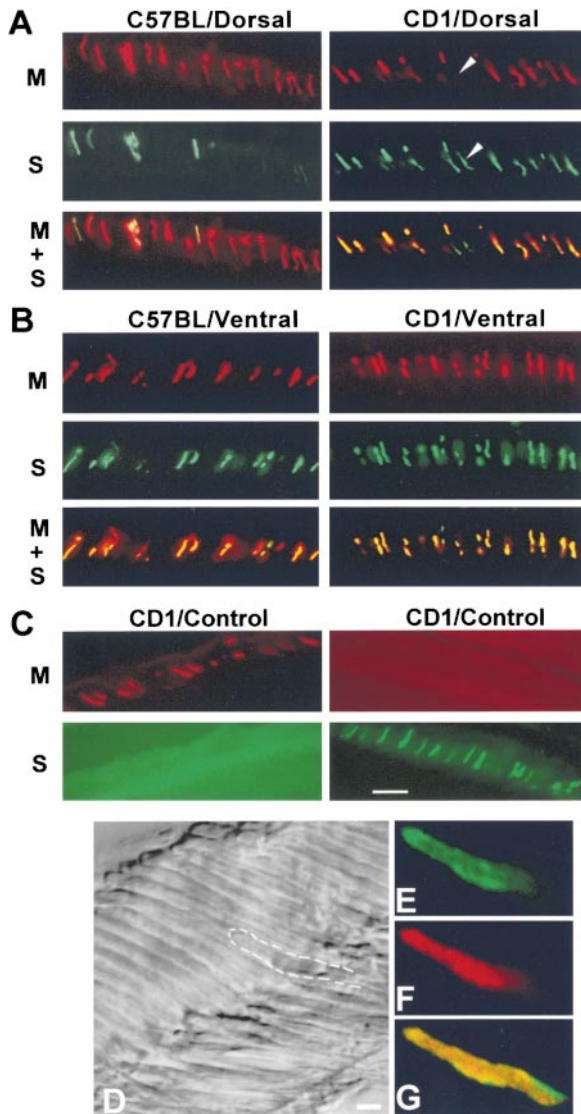 A
C57BL/Dorsal CD1/Dorsal
M
S
M
+
S
B
C57BL/Ventral CD1/Ventral
M
S
M
+
S
C
CD1/Control CD1/Control
M
S
D
E
F
G